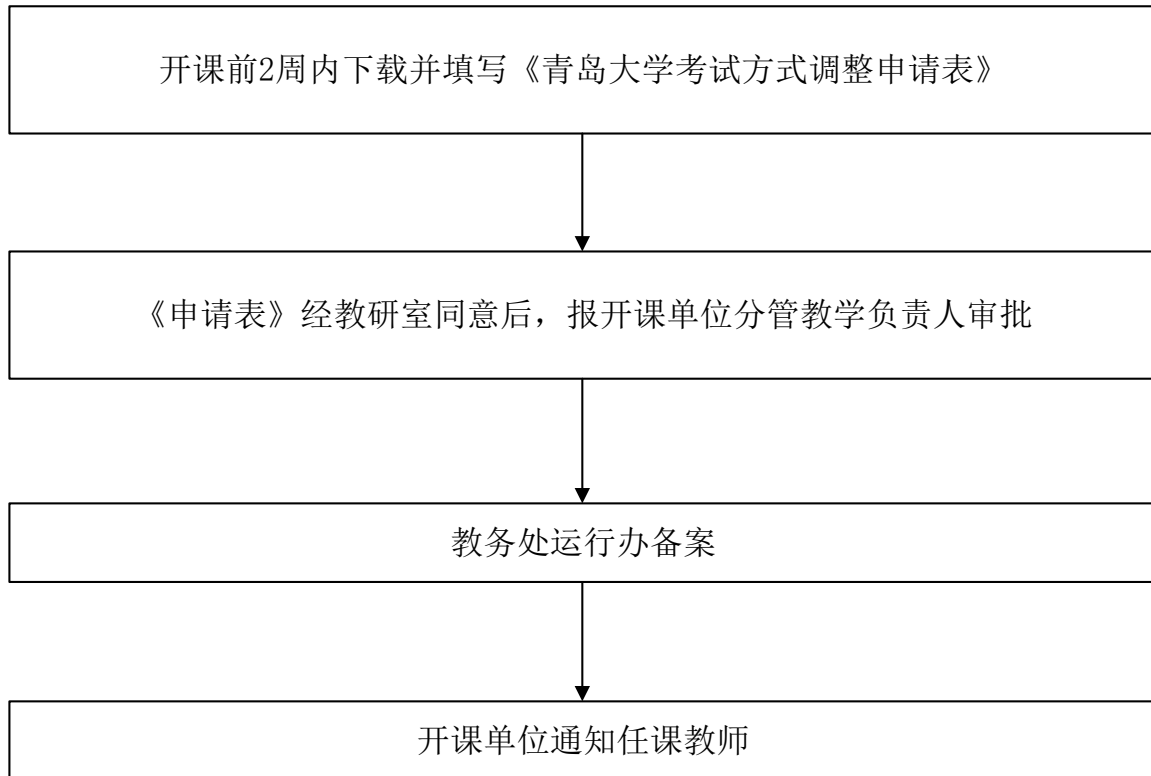 开课前2周内下载并填写《青岛大学考试方式调整申请表》
《申请表》经教研室同意后，报开课单位分管教学负责人审批
教务处运行办备案
开课单位通知任课教师